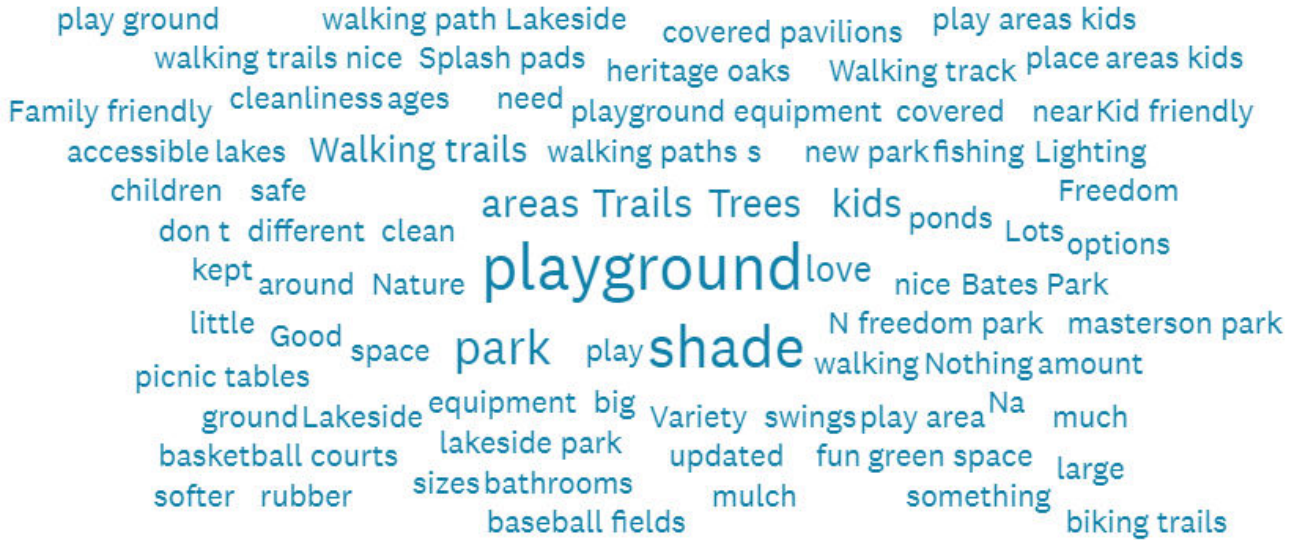 play ground walking path Lakeside covered pavilions play areas kids
walking trails nice Splash pads heritage oaks Walking track place areas kids
Family friendly cleanliness ages need playground equipment covered near Kid friendly
accessible lakes Walking trails walking paths s new park fishing Lighting
children safe areas Trails Trees kids ponds Freedom
don t different clean Lots options
kept around Nature playground love nice Bates Park
little Good space park play shade N freedom park masterson park
picnic tables walking Nothing amount
ground Lakeside equipment big Variety swings play area Na much
basketball courts lakeside park updated fun green space large
softer rubber sizes bathrooms mulch something
baseball fields biking trails